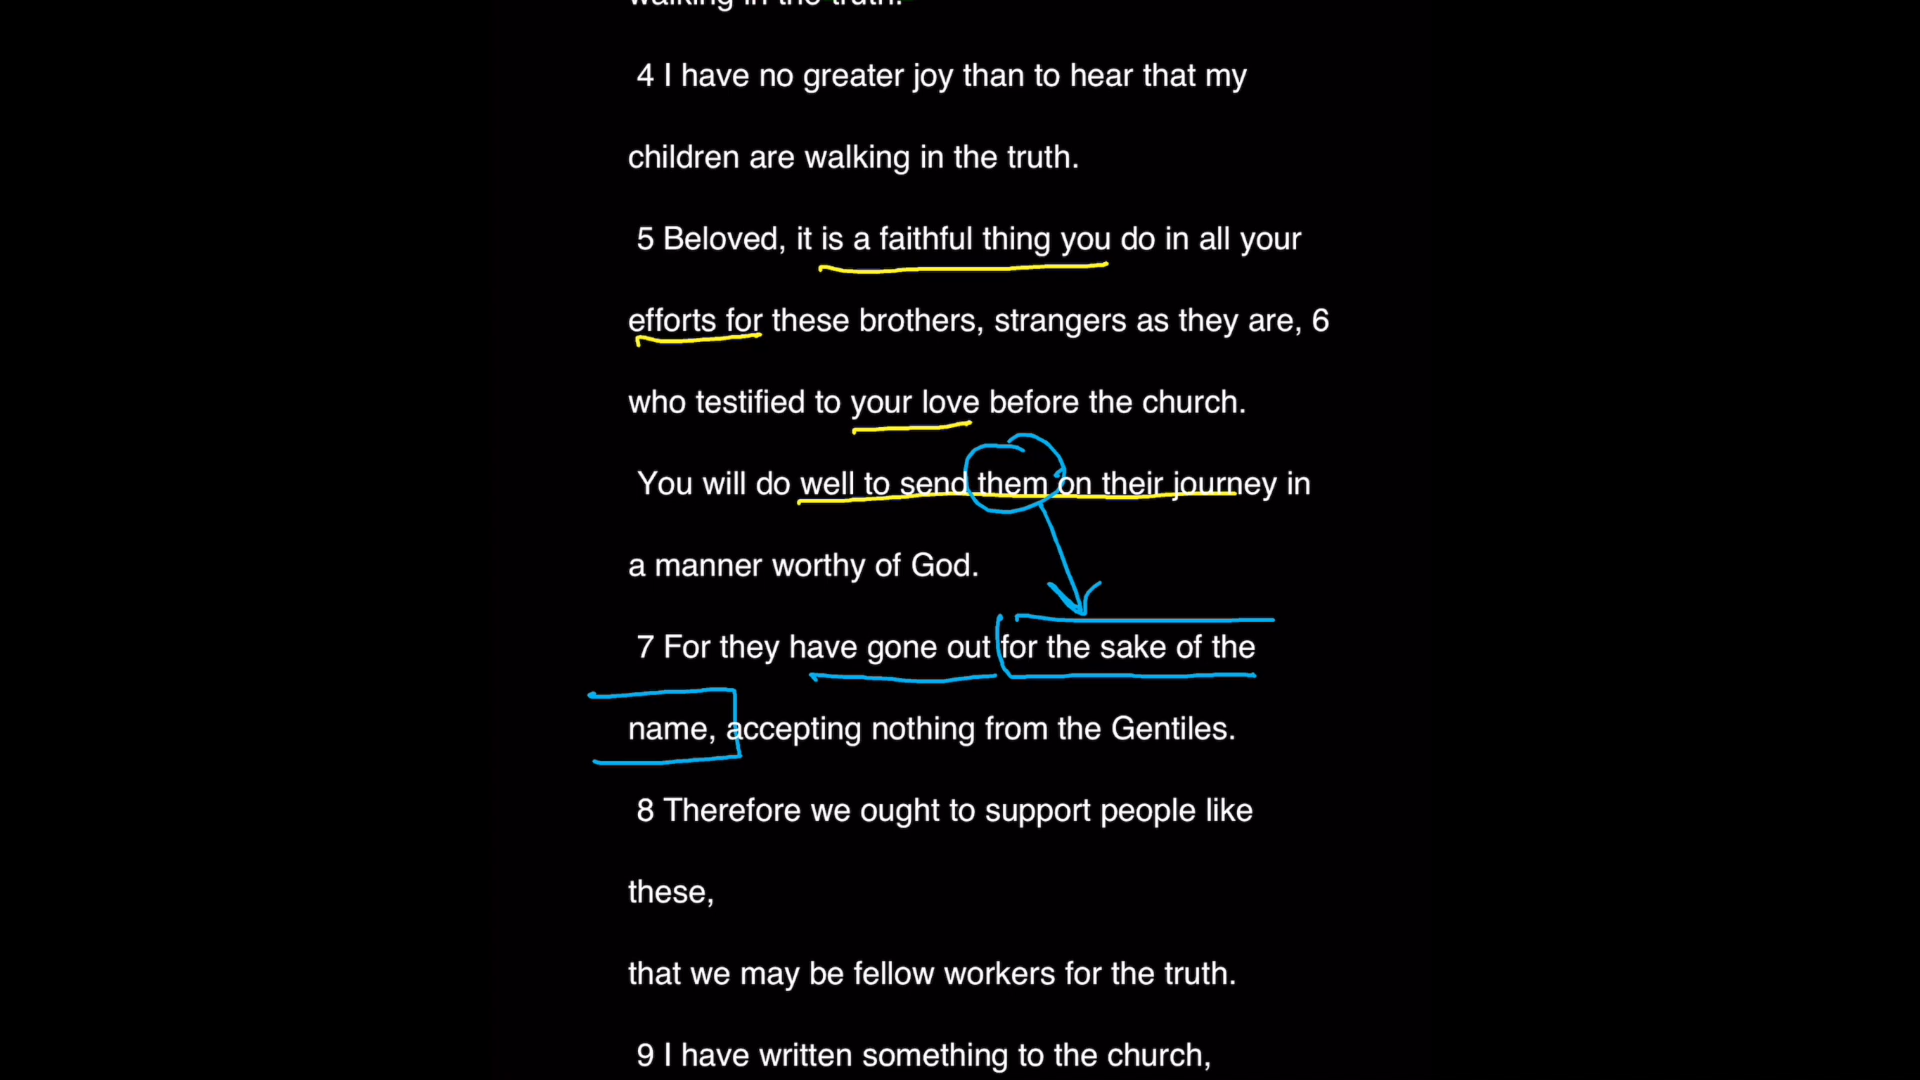 walking in the truth.
4 I have no greater joy than to hear that my
children are walking in the truth.
5 Beloved, it is a faithful thing you do in all your
efforts for these brothers, strangers as they are, 6
who testified to your love before the church.
You will do well to send them on their journey in
a manner worthy of God.
7 For they have gone out for the sake of the
name, accepting nothing from the Gentiles.
8 Therefore we ought to support people like
these,
that we may be fellow workers for the truth.
9 I have written something to the church,